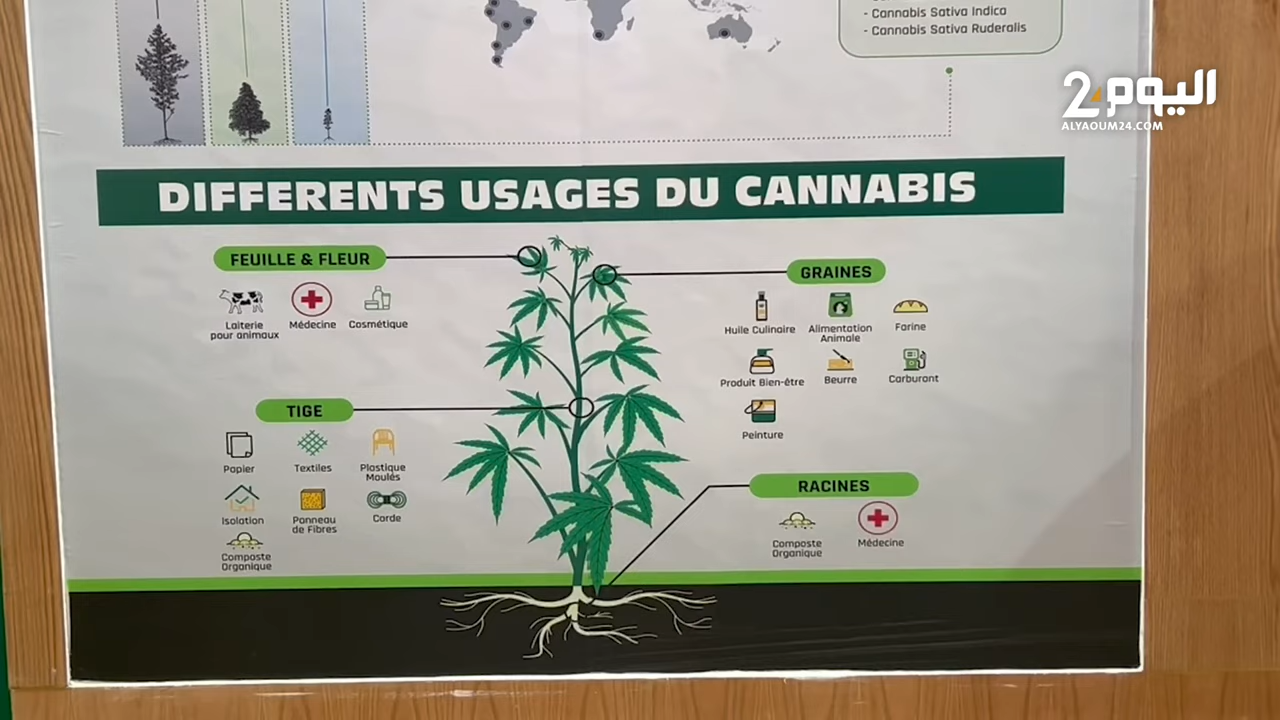 - Cannabis Sativa Indica
- Cannabis Sativa Ruderalis
اليوم 24
ALYAOUM24.COM
DIFFERENTS USAGES DU CANNABIS
FEUILLE & FLEUR
Laiterie
pour animaux
Médecine
Cosmétique
GRAINES
Huile Culinaire
Alimentation
Animale
Farine
Produit Bien-être
Beurre
Carburant
Peinture
TIGE
Papier
Textiles
Plastique
Moulés
Isolation
Panneau
de Fibres
Corde
Composte
Organique
RACINES
Composte
Organique
Médecine